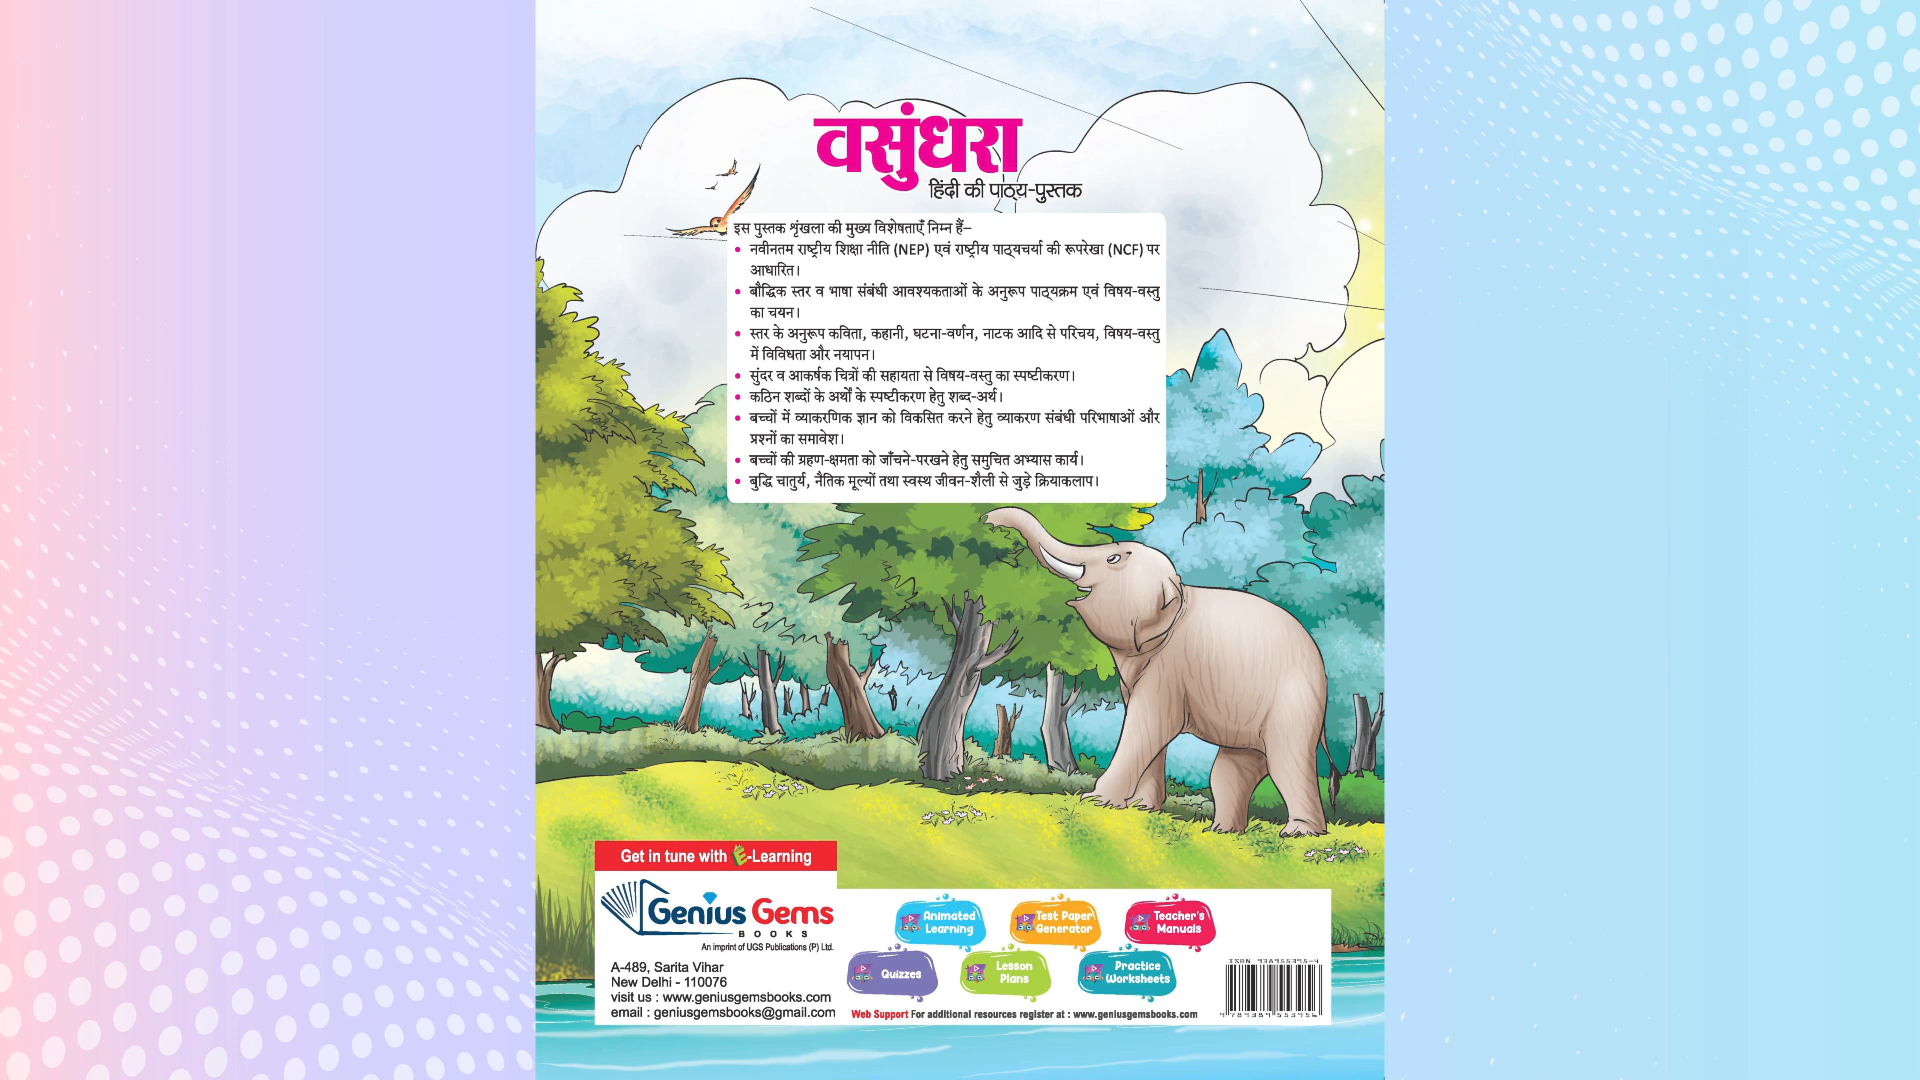 वसुंधरा
हिंदी की पाठ्य-पुस्तक
इस पुस्तक शृंखला की मुख्य विशेषताएँ निम्न हैं–
• नवीनतम राष्ट्रीय शिक्षा नीति (NEP) एवं राष्ट्रीय पाठ्यचर्या की रूपरेखा (NCF) पर
आधारित।
• बौद्धिक स्तर व भाषा संबंधी आवश्यकताओं के अनुरूप पाठ्यक्रम एवं विषय-वस्तु
का चयन।
• स्तर के अनुरूप कविता, कहानी, घटना-वर्णन, नाटक आदि से परिचय, विषय-वस्तु
में विविधता और नयापन।
• सुंदर व आकर्षक चित्रों की सहायता से विषय-वस्तु का स्पष्टीकरण।
• कठिन शब्दों के अर्थों के स्पष्टीकरण हेतु शब्द-अर्थ।
• बच्चों में व्याकरणिक ज्ञान को विकसित करने हेतु व्याकरण संबंधी परिभाषाओं और
प्रश्नों का समावेश।
• बच्चों की ग्रहण-क्षमता को जाँचने-परखने हेतु समुचित अभ्यास कार्य।
• बुद्धि चातुर्य, नैतिक मूल्यों तथा स्वस्थ जीवन-शैली से जुड़े क्रियाकलाप।
Get in tune with E-Learning
Genius Gems
BOOKS
An imprint of UGS Publications (P) Ltd.
A-489, Sarita Vihar
New Delhi - 110076
visit us : www.geniusgemsbooks.com
email : geniusgemsbooks@gmail.com
Animated
Learning
Test Paper
Generator
Teacher's
Manuals
Quizzes
Lesson
Plans
Practice
Worksheets
Web Support For additional resources register at : www.geniusgemsbooks.com
ISBN